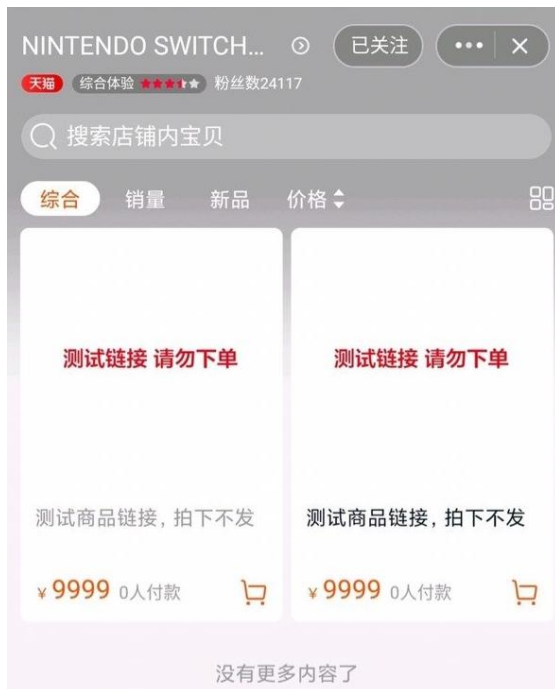 NINTENDO SWITCH... 已关注
天猫 综合体验 粉丝数24117
搜索店铺内宝贝
综合 销量 新品 价格
测试链接 请勿下单 测试链接 请勿下单
测试商品链接，拍下不发 测试商品链接，拍下不发
¥9999 0人付款 ¥9999 0人付款
没有更多内容了